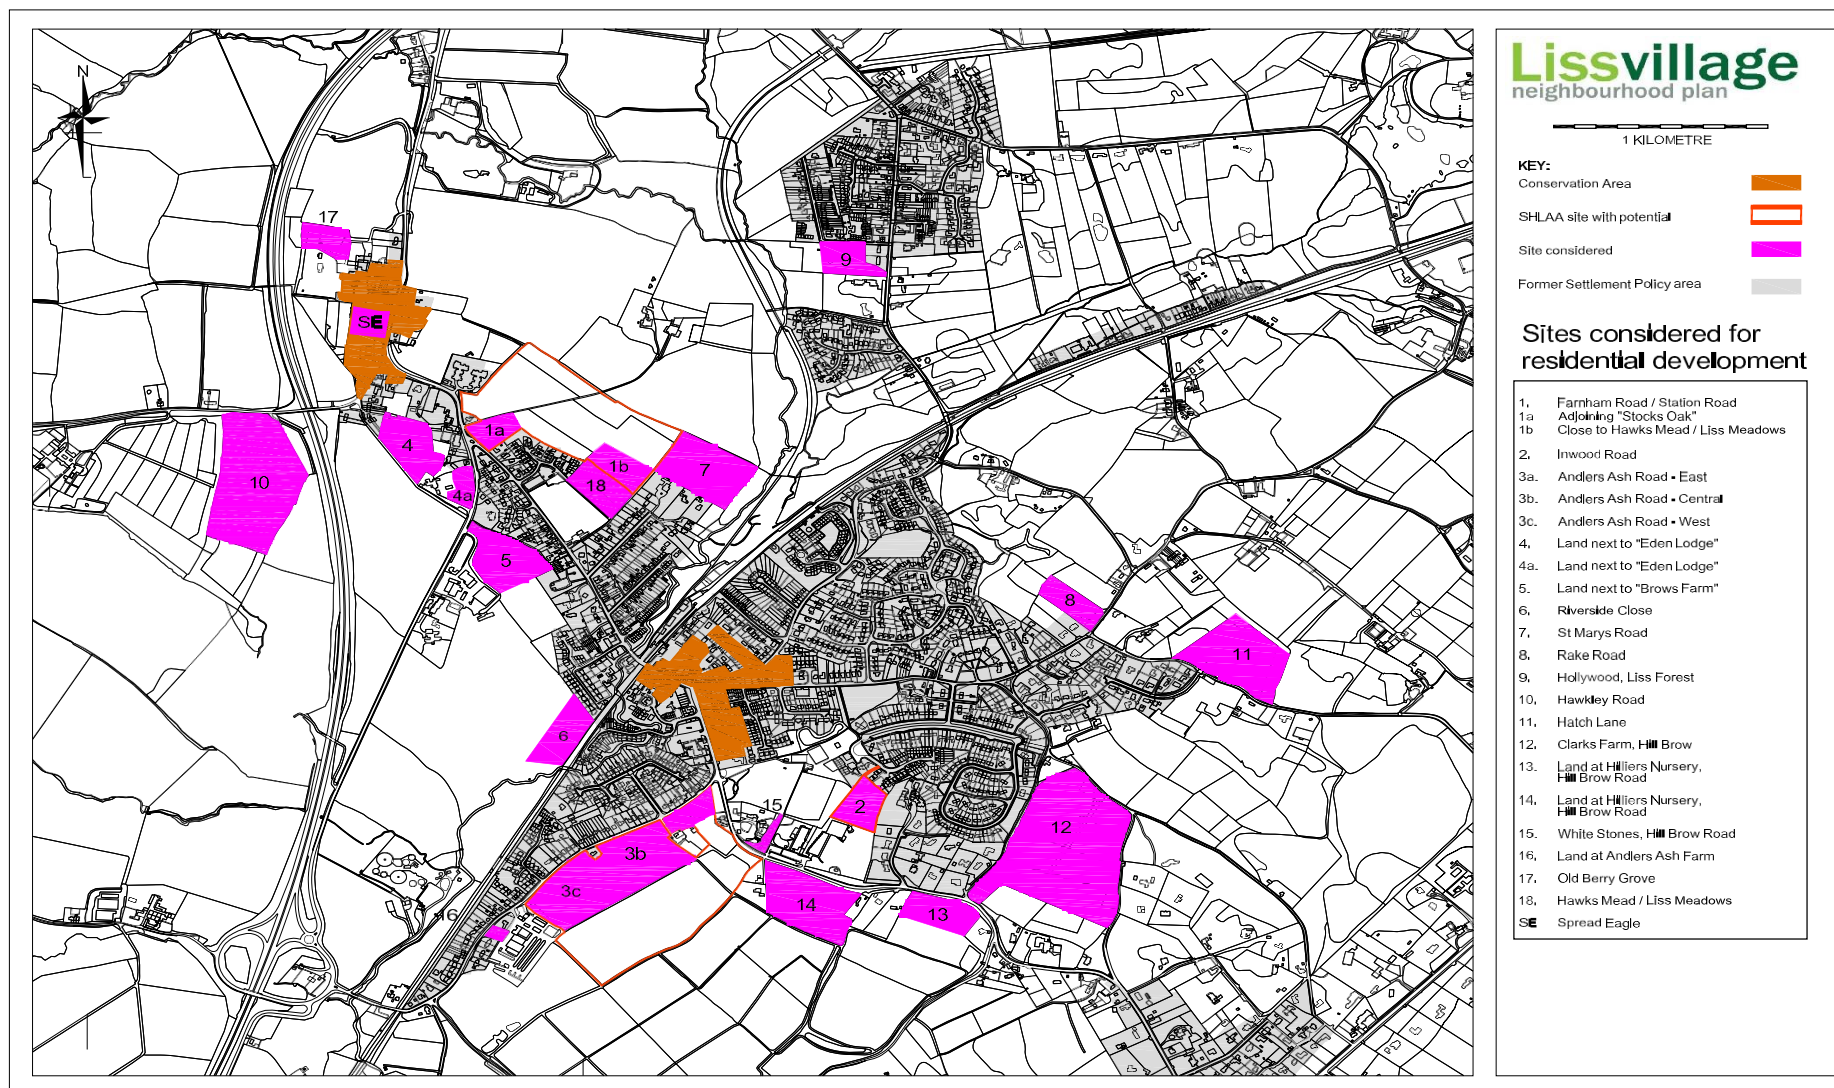 N
17
SE
9
1a
4
1b
7
10
18
4a
5
8
11
6
15
2
12
3b
3c
14
13
16
Lissvillage
neighbourhood plan
1 KILOMETRE
KEY:
Conservation Area
SHLAA site with potential
Site considered
Former Settlement Policy area
Sites considered for
residential development
1, Farnham Road / Station Road
1a Adjoining "Stocks Oak"
1b Close to Hawks Mead / Liss Meadows
2, Inwood Road
3a. Andlers Ash Road - East
3b. Andlers Ash Road - Central
3c. Andlers Ash Road - West
4, Land next to "Eden Lodge"
4a. Land next to "Eden Lodge"
5. Land next to "Brows Farm"
6, Riverside Close
7, St Marys Road
8, Rake Road
9, Hollywood, Liss Forest
10, Hawkley Road
11, Hatch Lane
12, Clarks Farm, Hill Brow
13. Land at Hilliers Nursery,
Hill Brow Road
14, Land at Hilliers Nursery,
Hill Brow Road
15. White Stones, Hill Brow Road
16, Land at Andlers Ash Farm
17, Old Berry Grove
18, Hawks Mead / Liss Meadows
SE Spread Eagle